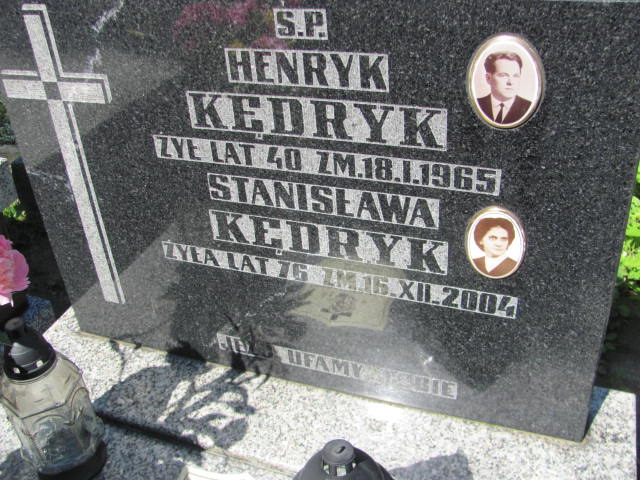 Ś.P.
HENRYK
KĘDRYK
ŻYŁ LAT 40 ZM.18.I.1965
STANISŁAWA
KĘDRYK
ŻYŁA LAT 76 ZM.16.XII.2004
UFAMY